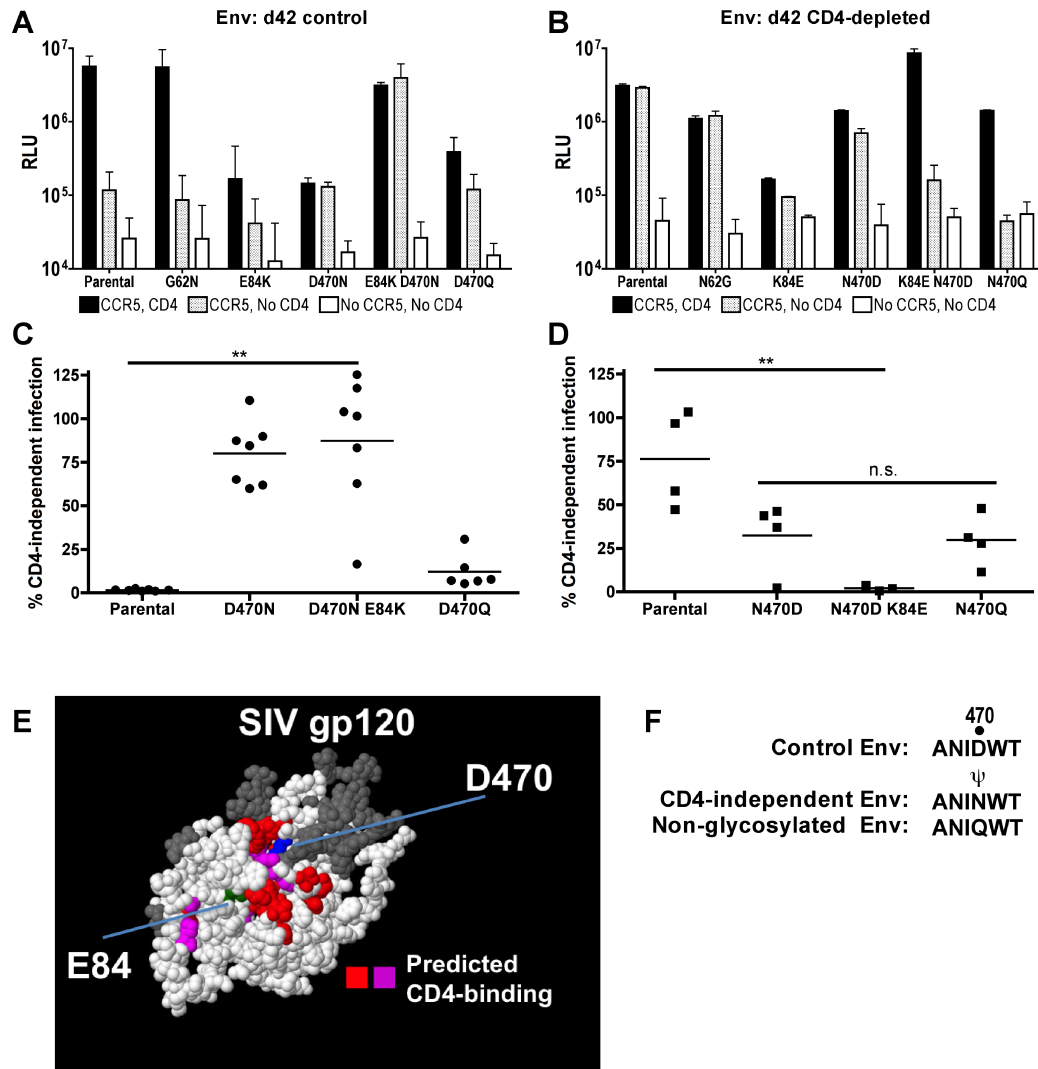 A
Env: d42 control
10^7
10^6
10^5
10^4
RLU
Parental
G62N
E84K
D470N
E84K D470N
D470Q
CCR5, CD4
CCR5, No CD4
No CCR5, No CD4
B
Env: d42 CD4-depleted
10^7
10^6
10^5
10^4
RLU
Parental
N62G
K84E
N470D
K84E N470D
N470Q
CCR5, CD4
CCR5, No CD4
No CCR5, No CD4
C
% CD4-independent infection
125
100
75
50
25
0
**
Parental
D470N
D470N E84K
D470Q
D
% CD4-independent infection
125
100
75
50
25
0
**
n.s.
Parental
N470D
N470D K84E
N470Q
E
SIV gp120
D470
E84
Predicted
CD4-binding
F
470
Control Env: ANIDWT
ψ
CD4-independent Env: ANINWT
Non-glycosylated Env: ANIQWT